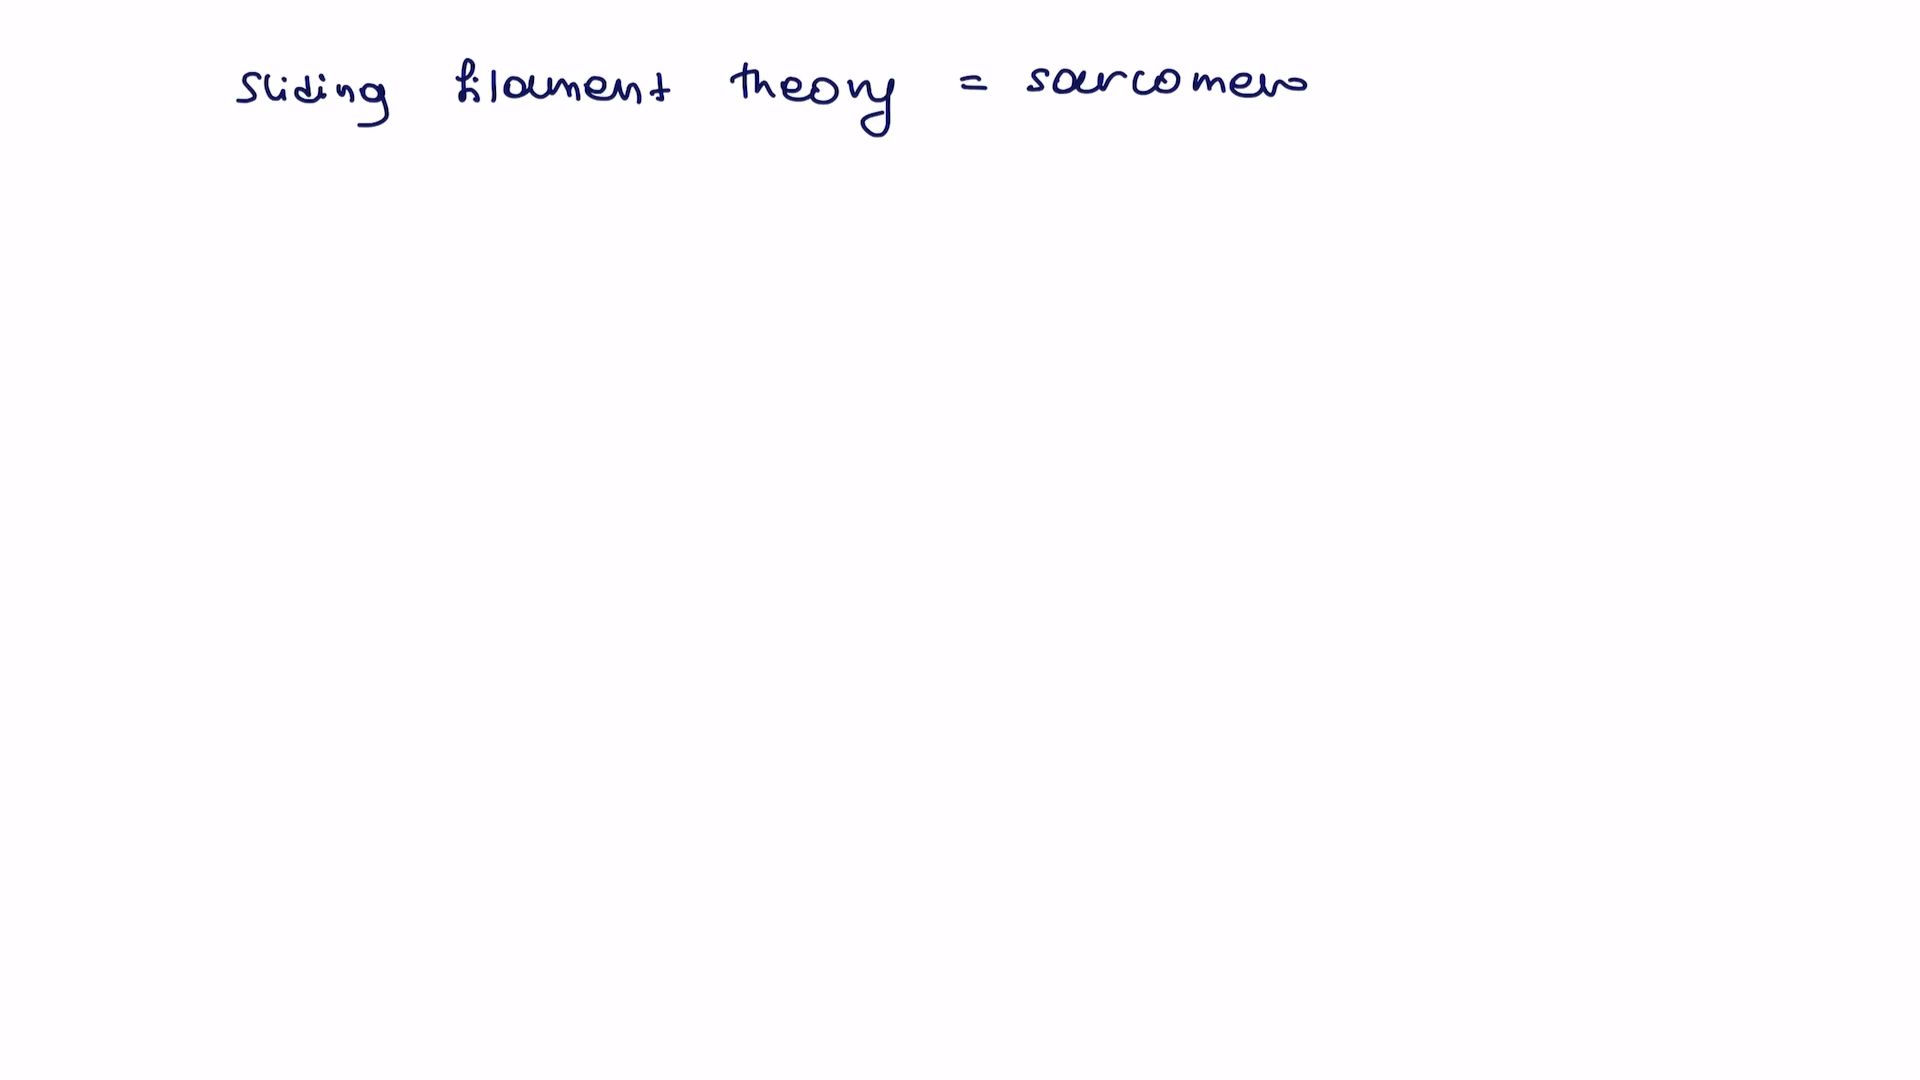 sliding filament theory = sarcomere